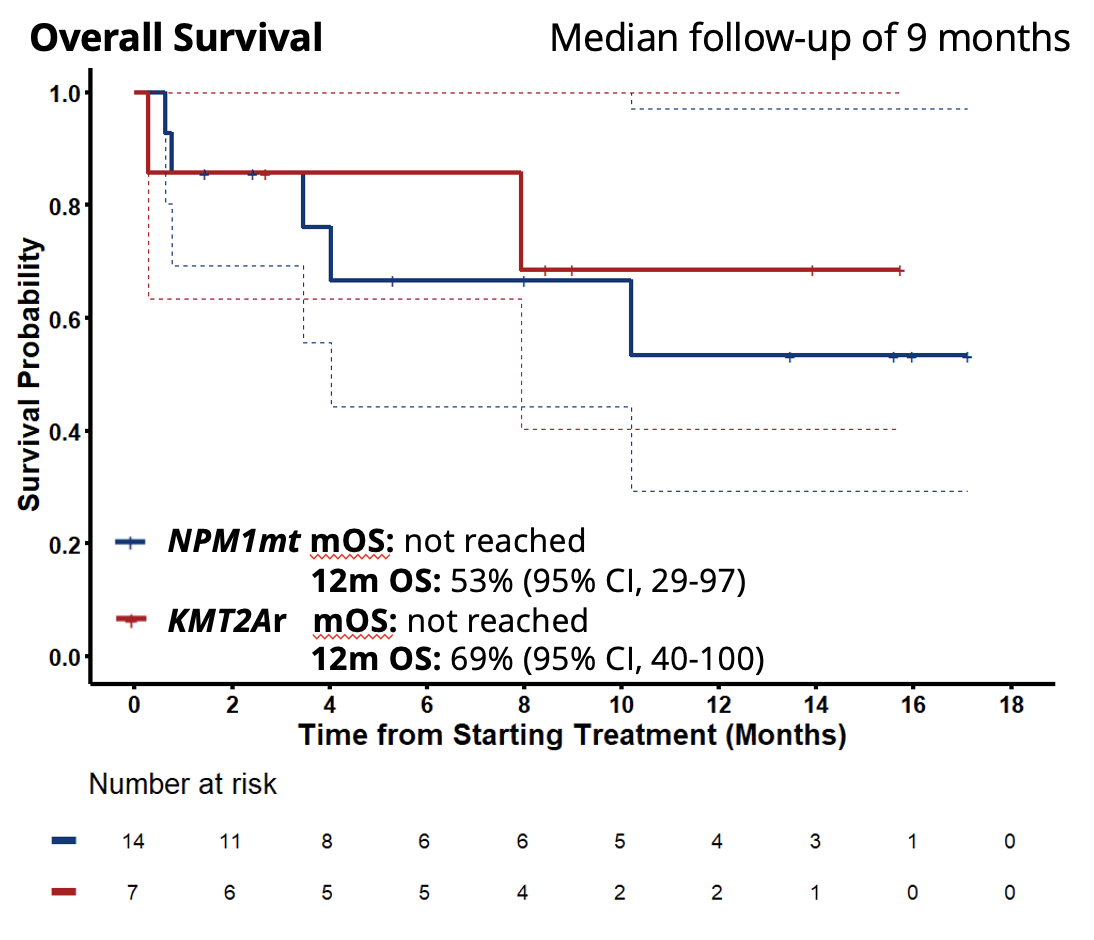 Overall Survival
Median follow-up of 9 months
Survival Probability
1.0
0.8
0.6
0.4
0.2
0.0
NPM1mt mOS: not reached
12m OS: 53% (95% CI, 29-97)
KMT2Ar mOS: not reached
12m OS: 69% (95% CI, 40-100)
0 2 4 6 8 10 12 14 16 18
Time from Starting Treatment (Months)
Number at risk
14 11 8 6 6 5 4 3 1 0
7 6 5 5 4 2 2 1 0 0